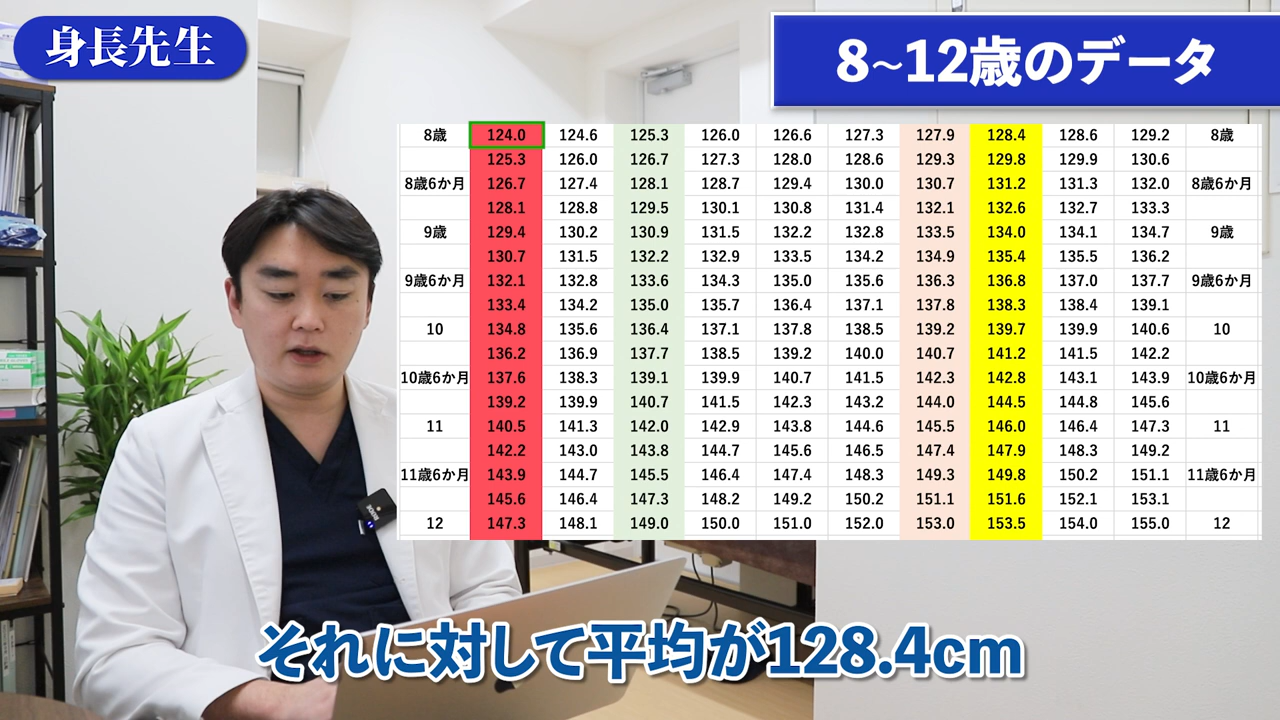 身長先生
8~12歳のデータ
8歳 124.0 124.6 125.3 126.0 126.6 127.3 127.9 128.4 128.6 129.2 8歳
125.3 126.0 126.7 127.3 128.0 128.6 129.3 129.8 129.9 130.6
8歳6か月 126.7 127.4 128.1 128.7 129.4 130.0 130.7 131.2 131.3 132.0 8歳6か月
128.1 128.8 129.5 130.1 130.8 131.4 132.1 132.6 132.7 133.3
9歳 129.4 130.2 130.9 131.5 132.2 132.8 133.5 134.0 134.1 134.7 9歳
130.7 131.5 132.2 132.9 133.5 134.2 134.9 135.4 135.5 136.2
9歳6か月 132.1 132.8 133.6 134.3 135.0 135.6 136.3 136.8 137.0 137.7 9歳6か月
133.4 134.2 135.0 135.7 136.4 137.1 137.8 138.3 138.4 139.1
10 134.8 135.6 136.4 137.1 137.8 138.5 139.2 139.7 139.9 140.6 10
136.2 136.9 137.7 138.5 139.2 140.0 140.7 141.2 141.5 142.2
10歳6か月 137.6 138.3 139.1 139.9 140.7 141.5 142.3 142.8 143.1 143.9 10歳6か月
139.2 139.9 140.7 141.5 142.3 143.2 144.0 144.5 144.8 145.6
11 140.5 141.3 142.0 142.9 143.8 144.6 145.5 146.0 146.4 147.3 11
142.2 143.0 143.8 144.7 145.6 146.5 147.4 147.9 148.3 149.2
11歳6か月 143.9 144.7 145.5 146.4 147.4 148.3 149.3 149.8 150.2 151.1 11歳6か月
145.6 146.4 147.3 148.2 149.2 150.2 151.1 151.6 152.1 153.1
12 147.3 148.1 149.0 150.0 151.0 152.0 153.0 153.5 154.0 155.0 12
それに対して平均が128.4cm